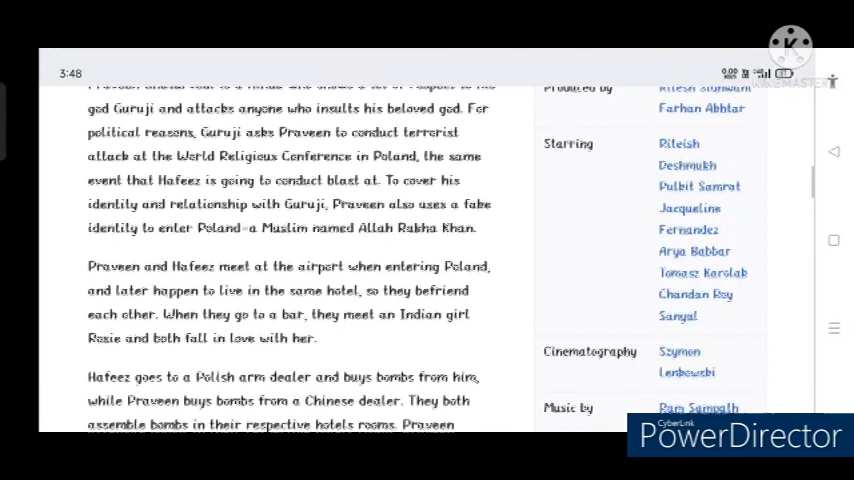 3:48
KINEMASTER
god Guruji and attacks anyone who insults his beloved god. For
political reasons, Guruji asks Praveen to conduct terrorist
attack at the World Religious Conference in Poland, the same
event that Hafeez is going to conduct blast at. To cover his
identity and relationship with Guruji, Praveen also uses a fake
identity to enter Poland-a Muslim named Allah Rakha Khan.
Praveen and Hafeez meet at the airport when entering Poland,
and later happen to live in the same hotel, so they befriend
each other. When they go to a bar, they meet an Indian girl
Rosie and both fall in love with her.
Hafeez goes to a Polish arm dealer and buys bombs from him,
while Praveen buys bombs from a Chinese dealer. They both
assemble bombs in their respective hotels rooms. Praveen
Produced by
Farhan Akhtar
Starring
Riteish
Deshmukh
Pulkit Samrat
Jacqueline
Fernandez
Arya Babbar
Tomasz Karolak
Chandan Roy
Sanyal
Cinematography
Szymon
Lenkowski
Music by
Ram Sampath
CyberLink
PowerDirector